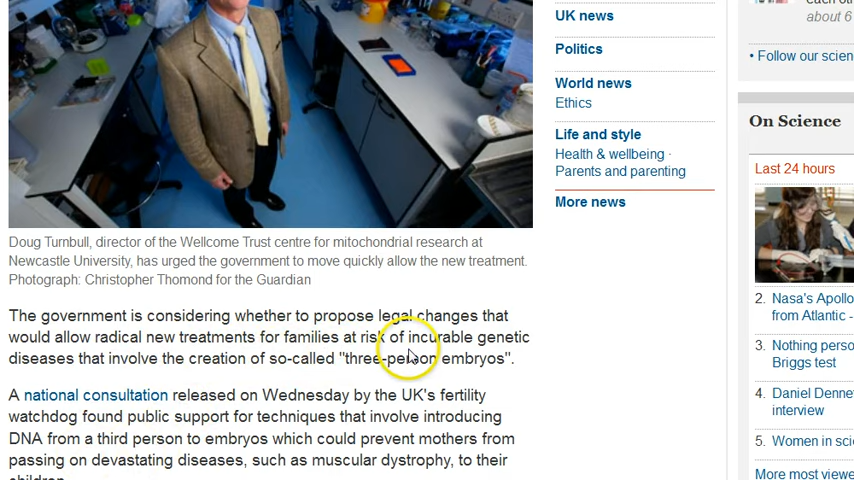 UK news
Politics
World news
Ethics
Life and style
Health & wellbeing ·
Parents and parenting
More news
about 6
• Follow our scien
On Science
Last 24 hours
2. Nasa's Apollo
from Atlantic -
3. Nothing perso
Briggs test
4. Daniel Denne
interview
5. Women in scie
More most viewe
Doug Turnbull, director of the Wellcome Trust centre for mitochondrial research at
Newcastle University, has urged the government to move quickly allow the new treatment.
Photograph: Christopher Thomond for the Guardian
The government is considering whether to propose legal changes that
would allow radical new treatments for families at risk of incurable genetic
diseases that involve the creation of so-called "three-person embryos".
A national consultation released on Wednesday by the UK's fertility
watchdog found public support for techniques that involve introducing
DNA from a third person to embryos which could prevent mothers from
passing on devastating diseases, such as muscular dystrophy, to their